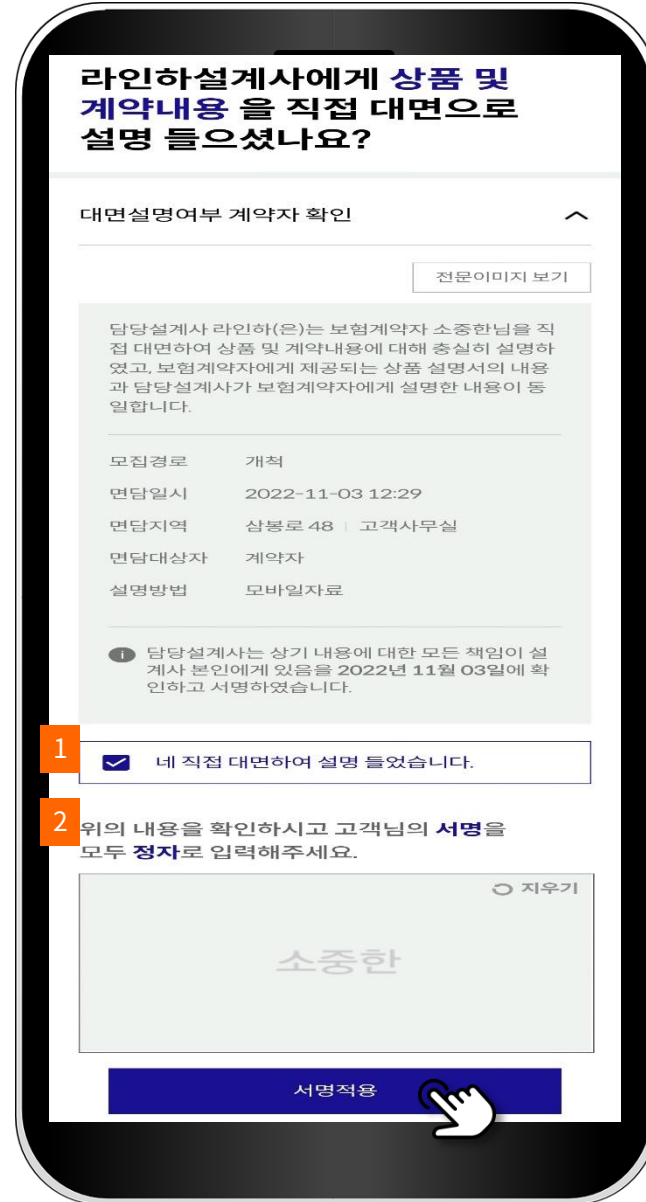 라인하설계사에게 상품 및
계약내용 을 직접 대면으로
설명 들으셨나요?
대면설명여부 계약자 확인
전문이미지 보기
담당설계사 라인하(은)는 보험계약자 소중한님을 직
접 대면하여 상품 및 계약내용에 대해 충실히 설명하
였고, 보험계약자에게 제공되는 상품 설명서의 내용
과 담당설계사가 보험계약자에게 설명한 내용이 동
일합니다.
모집경로 개척
면담일시 2022-11-03 12:29
면담지역 삼봉로 48 | 고객사무실
면담대상자 계약자
설명방법 모바일자료
담당설계사는 상기 내용에 대한 모든 책임이 설
계사 본인에게 있음을 2022년 11월 03일에 확
인하고 서명하였습니다.
1
네 직접 대면하여 설명 들었습니다.
2
위의 내용을 확인하시고 고객님의 서명을
모두 정자로 입력해주세요.
지우기
소중한
서명적용